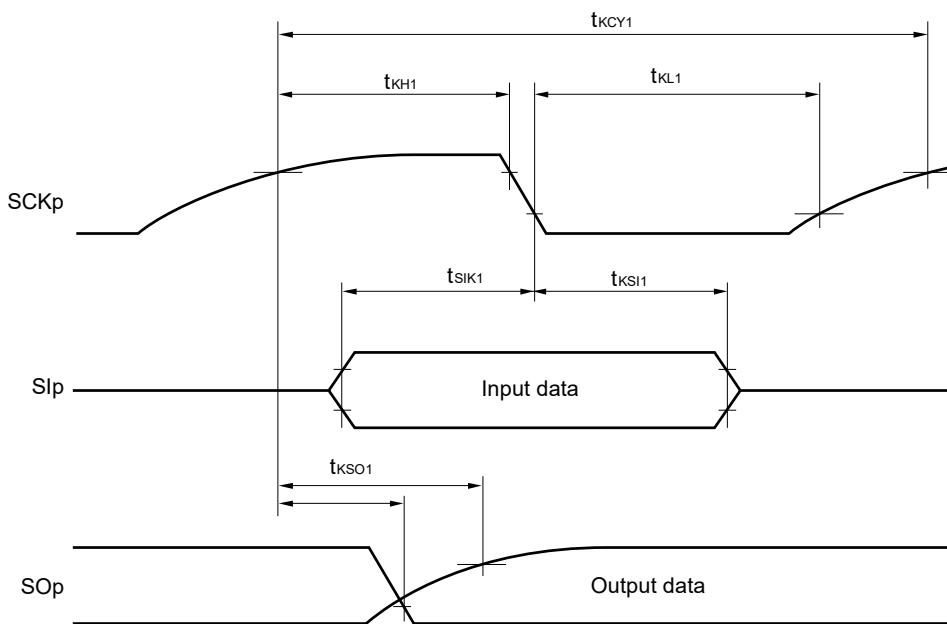 tKCY1
tKH1
tKL1
SCKp
tSIK1
tKSI1
SIp
Input data
tKSO1
SOp
Output data